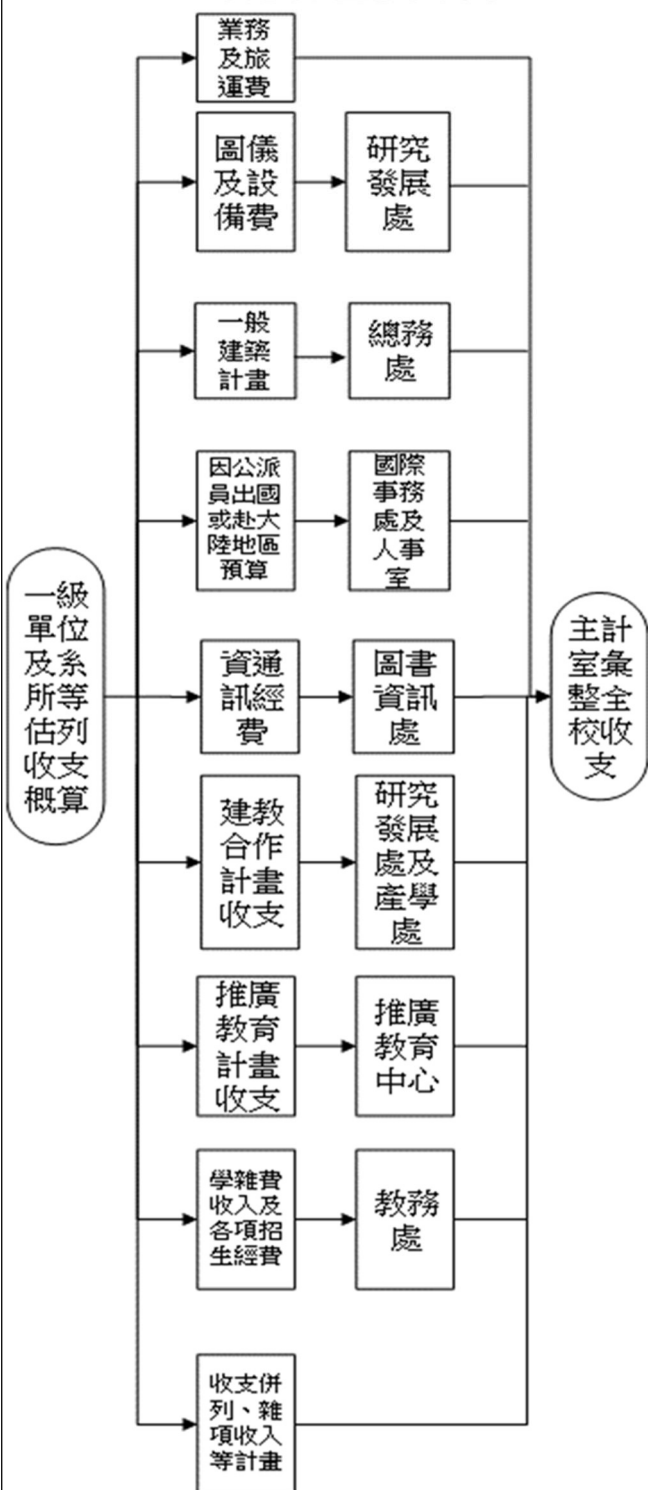 業務
及旅
運費
圖儀
及設
備費
研究
發展
處
一般
建築
計畫
總務
處
因公派
員出國
或赴大
陸地區
預算
國際
事務
處及
人事
室
一級
單位
及系
所等
估列
收支
概算
資通
訊經
費
圖書
資訊
處
主計
室彙
整全
校收
支
建教
合作
計畫
收支
研究
發展
處及
產學
處
推廣
教育
計畫
收支
推廣
教育
中心
學雜費
收入及
各項招
生經費
教務
處
收支併
列、雜
項收入
等計畫